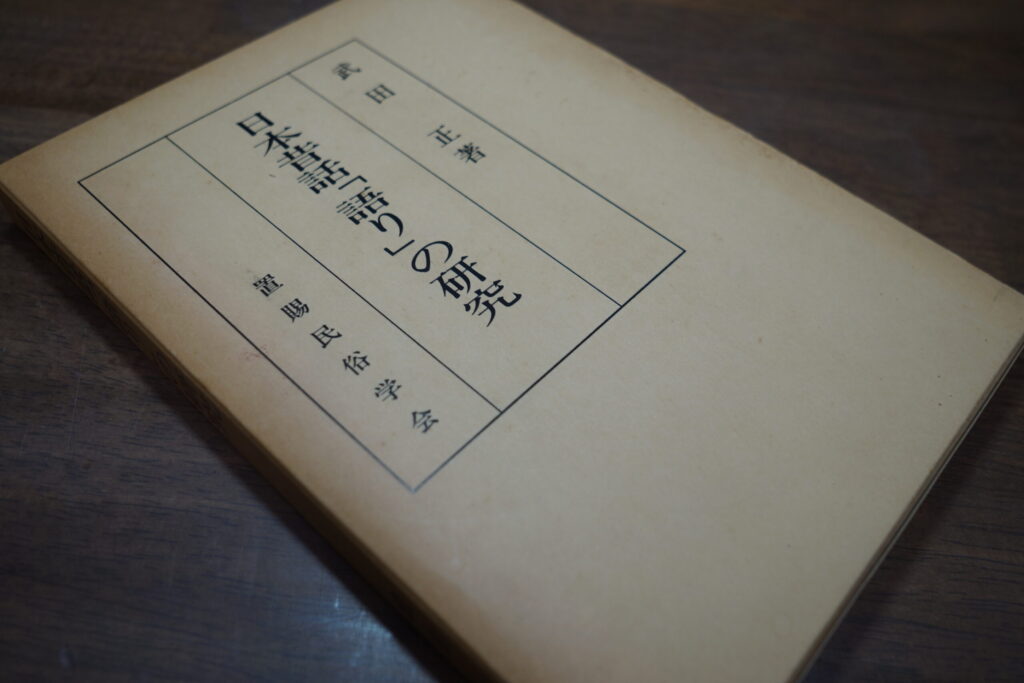 武田 正著
日本昔話「語り」の研究
置賜民俗学会